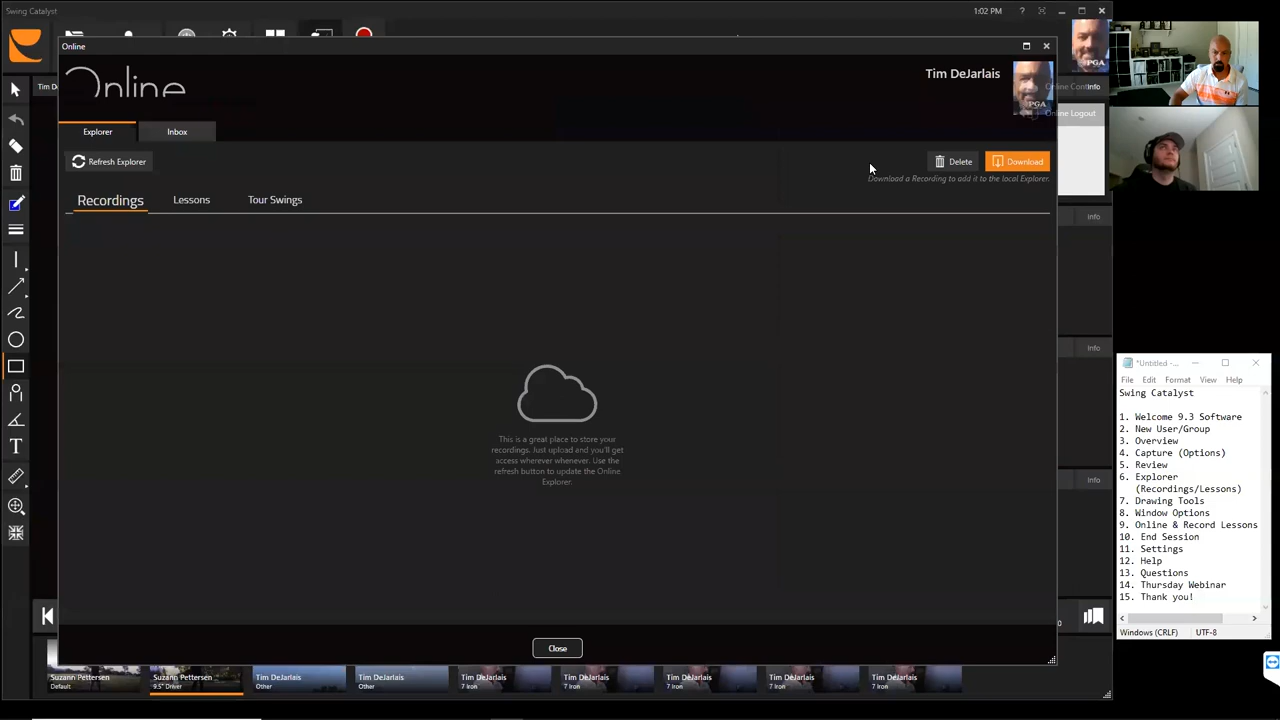 Swing Catalyst
1:02 PM
?
Online
Online
Tim DeJarlais
PGA
PGA
Info
Online Logout
Tim D
Explorer
Inbox
Refresh Explorer
Delete
Download
Download a Recording to add it to the local Explorer.
Recordings
Lessons
Tour Swings
Info
Info
Info
T
This is a great place to store your
recordings. Just upload and you'll get
access wherever whenever. Use the
refresh button to update the Online
Explorer.
Close
Suzann Pettersen
Default
Suzann Pettersen
9.5° Driver
Tim DeJarlais
Other
Tim DeJarlais
Other
Tim DeJarlais
7 Iron
Tim DeJarlais
7 Iron
Tim DeJarlais
7 Iron
Tim DeJarlais
7 Iron
Tim DeJarlais
7 Iron
*Untitled -...
File Edit Format View Help
Swing Catalyst
1. Welcome 9.3 Software
2. New User/Group
3. Overview
4. Capture (Options)
5. Review
6. Explorer
(Recordings/Lessons)
7. Drawing Tools
8. Window Options
9. Online & Record Lessons
10. End Session
11. Settings
12. Help
13. Questions
14. Thursday Webinar
15. Thank you!
Windows (CRLF) UTF-8